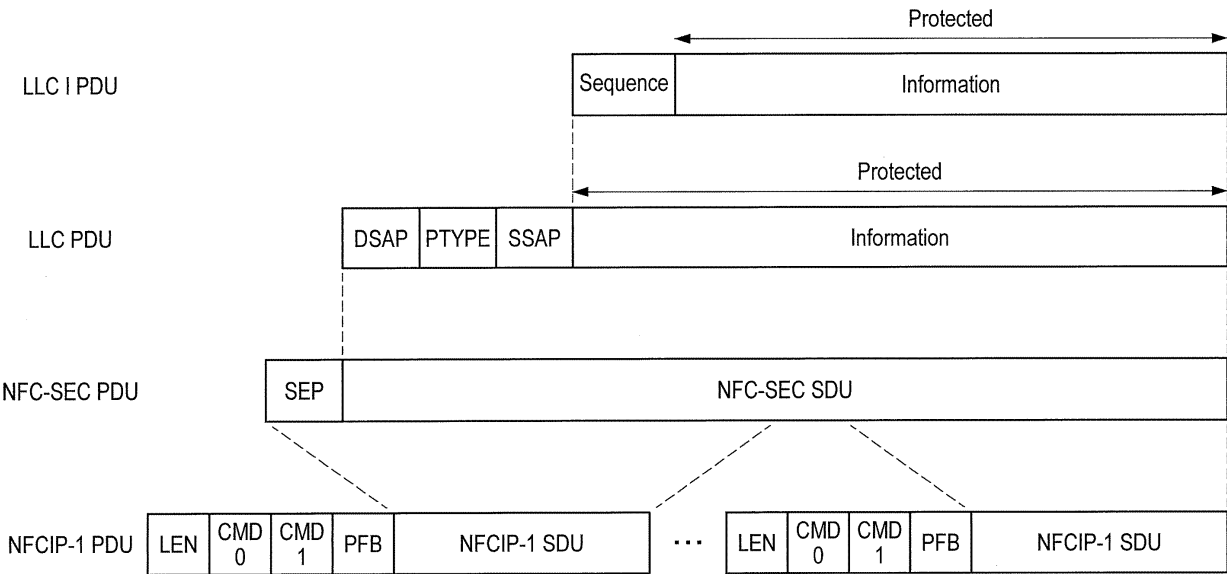 Protected
LLC I PDU
Sequence
Information
Protected
LLC PDU
DSAP
PTYPE
SSAP
Information
NFC-SEC PDU
SEP
NFC-SEC SDU
NFCIP-1 PDU
LEN
CMD
0
CMD
1
PFB
NFCIP-1 SDU
...
LEN
CMD
0
CMD
1
PFB
NFCIP-1 SDU